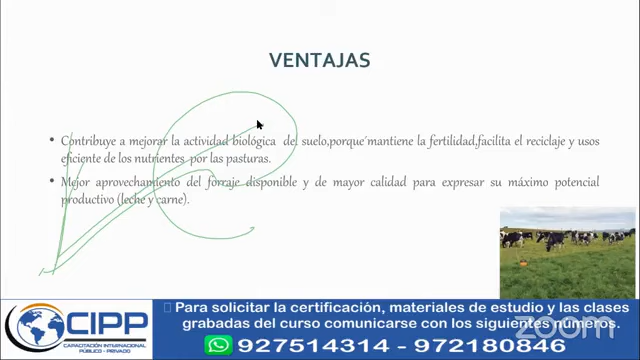 VENTAJAS
• Contribuye a mejorar la actividad biológica del suelo,porque´mantiene la fertilidad,facilita el reciclaje y usos
eficiente de los nutrientes por las pasturas.
• Mejor aprovechamiento del forraje disponible y de mayor calidad para expresar su máximo potencial
productivo (leche y carne).
zoom
CIPP
CAPACITACIÓN INTERNACIONAL
PÚBLICO - PRIVADO
Para solicitar la certificación, materiales de estudio y las clases
grabadas del curso comunicarse con los siguientes números.
927514314 - 972180846